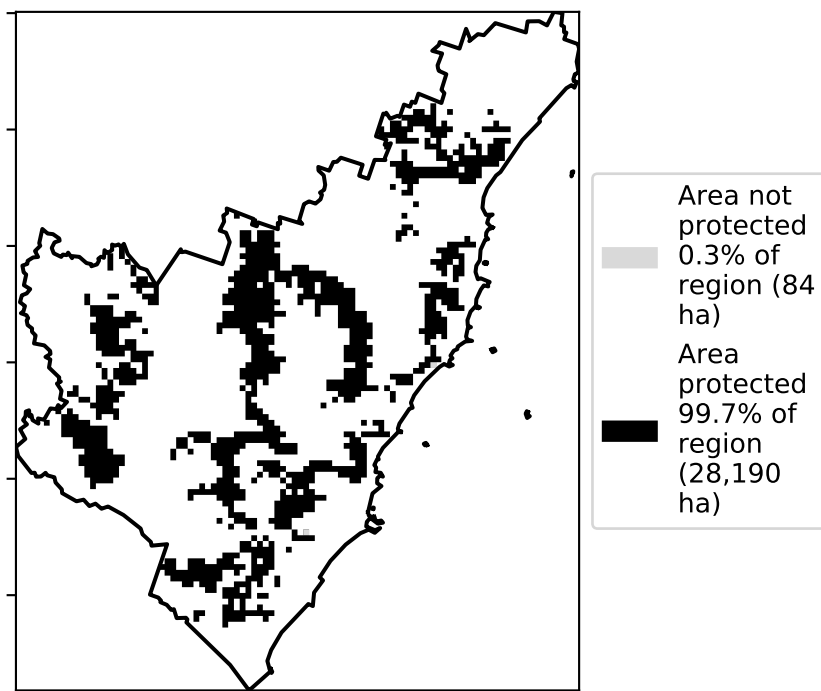 Area not
protected
0.3% of
region (84
ha)
Area
protected
99.7% of
region
(28,190
ha)